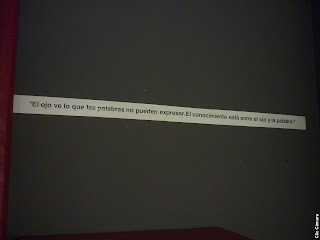 "El ojo ve lo que las palabras no pueden expresar.El conocimiento está entre el ojo y la palabra."